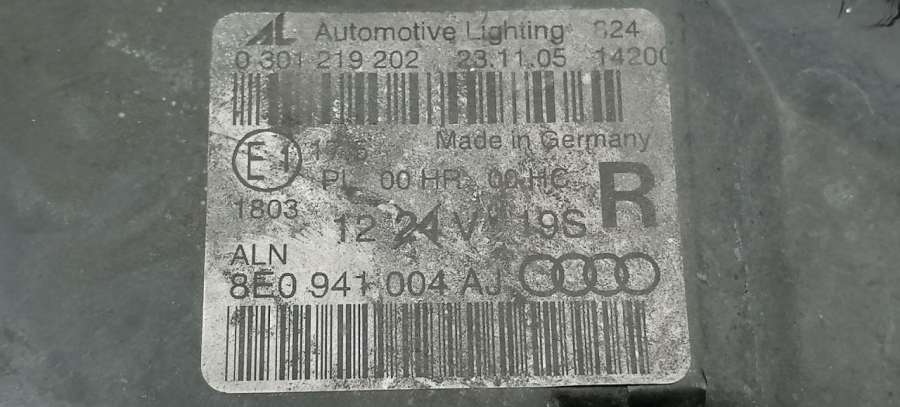 AL Automotive Lighting 824
0 301 219 202 23.11.05 14200
Made in Germany
E1
PL 00 HR 00 HC R
1803
12 24 V 19S
ALN
8E0 941 004 AJ